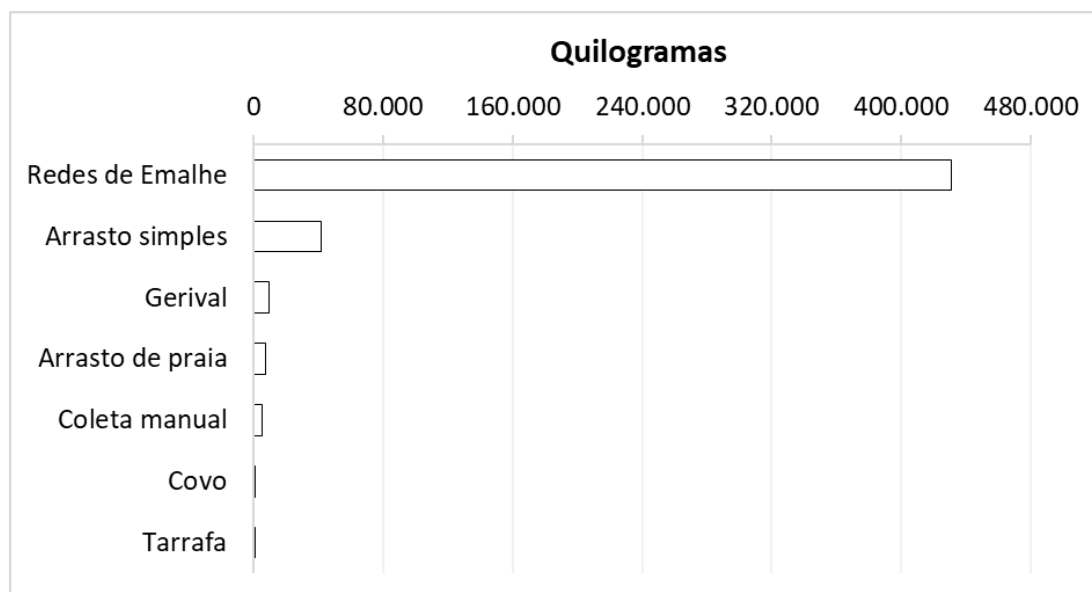 Quilogramas
0 80.000 160.000 240.000 320.000 400.000 480.000
Redes de Emalhe
Arrasto simples
Gerival
Arrasto de praia
Coleta manual
Covo
Tarrafa